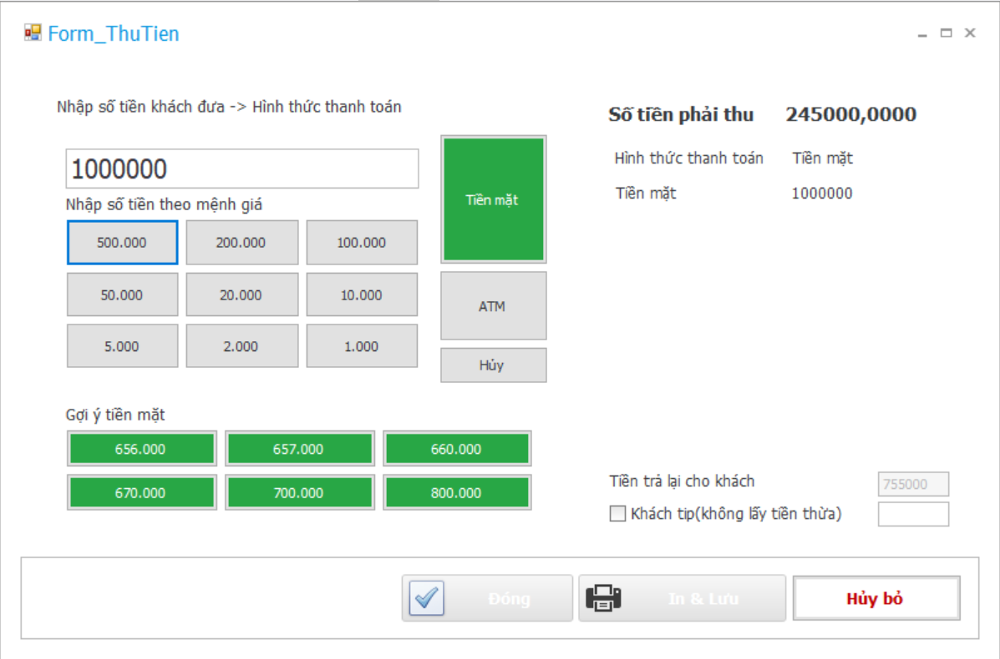 Form_ThuTien
Nhập số tiền khách đưa -> Hình thức thanh toán
1000000
Nhập số tiền theo mệnh giá
500.000 200.000 100.000
50.000 20.000 10.000
5.000 2.000 1.000
Tiền mặt
ATM
Hủy
Gợi ý tiền mặt
656.000 657.000 660.000
670.000 700.000 800.000
Số tiền phải thu 245000,0000
Hình thức thanh toán Tiền mặt
Tiền mặt 1000000
Tiền trả lại cho khách 755000
Khách tip(không lấy tiền thừa)
Đóng In & Lưu Hủy bỏ